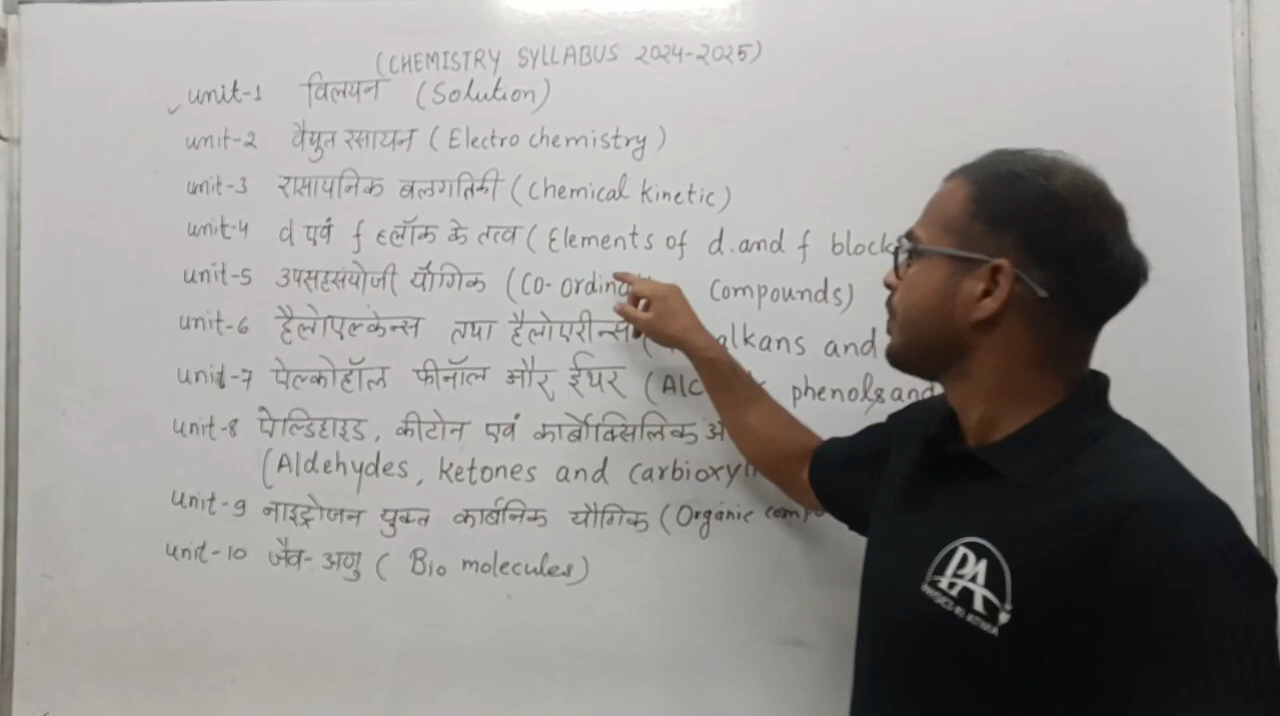 (CHEMISTRY SYLLABUS 2024-2025)
unit-1 विलयन (Solution)
unit-2 वैद्युत रसायन (Electro chemistry)
unit-3 रासायनिक बलगतिकी (Chemical kinetic)
unit-4 d एवं f ब्लॉक के तत्व (Elements of d. and f block
unit-5 उपसहसंयोजी यौगिक (Co-ordina compounds)
unit-6 हैलोएल्केन्स तथा हैलोएरीन्स alkans and
unit-7 ऐल्कोहॉल फीनॉल और ईथर (Alc phenols and
unit-8 ऐल्डिहाइड, कीटोन एवं कार्बोक्सिलिक अ
(Aldehydes, Ketones and Carbioxyl
unit-9 नाइट्रोजन युक्त कार्बनिक यौगिक (Organic comp
unit-10 जैव-अणु (Bio molecules)
PA